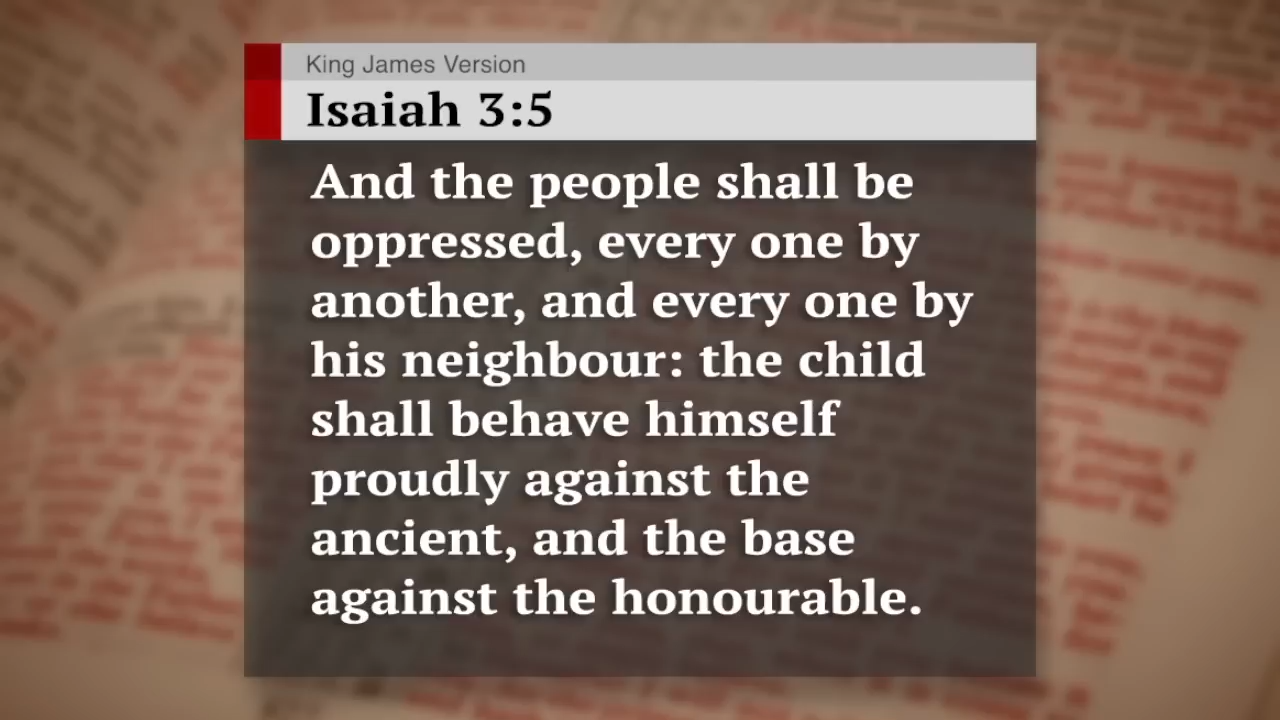 King James Version
Isaiah 3:5
And the people shall be
oppressed, every one by
another, and every one by
his neighbour: the child
shall behave himself
proudly against the
ancient, and the base
against the honourable.